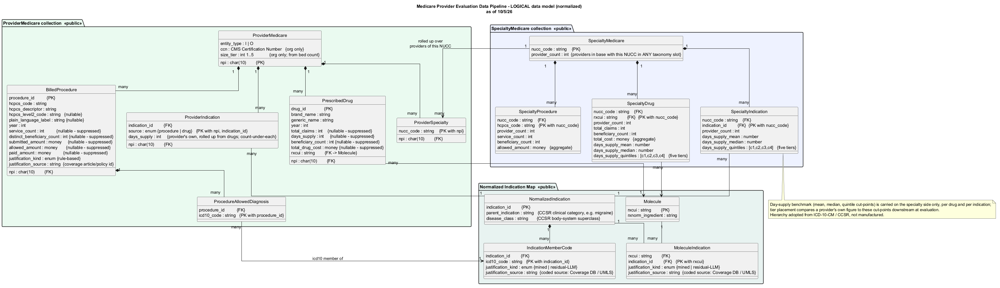 Medicare Provider Evaluation Data Pipeline - LOGICAL data model (normalized)
as of 10/5/26
ProviderMedicare collection «public»
ProviderMedicare
entity_type : I | O
ccn : CMS Certification Number {org only}
size_tier : int 1..5 {org only; from bed count}
npi : char(10) {PK}
1
1
1
1
many
many
many
many
BilledProcedure
procedure_id {PK}
hcpcs_code : string
hcpcs_descriptor : string
hcpcs_level2_code : string {nullable}
plain_language_label : string {nullable}
year : int
service_count : int {nullable - suppressed}
distinct_beneficiary_count : int {nullable - suppressed}
submitted_amount : money {nullable - suppressed}
allowed_amount : money {nullable - suppressed}
paid_amount : money {nullable - suppressed}
justification_kind : enum {rule-based}
justification_source : string {coverage article/policy id}
npi : char(10) {FK}
1
many
ProviderIndication
indication_id {FK}
source : enum {procedure | drug} {PK with npi, indication_id}
days_supply : int {provider's own, rolled up from drugs; count-under-each}
npi : char(10) {FK}
many
PrescribedDrug
drug_id {PK}
brand_name : string
generic_name : string
year : int
total_claims : int {nullable - suppressed}
days_supply : int {nullable - suppressed}
beneficiary_count : int {nullable - suppressed}
total_drug_cost : money {nullable - suppressed}
rxcui : string {FK -> Molecule}
npi : char(10) {FK}
many
ProviderSpecialty
nucc_code : string {PK with npi}
npi : char(10) {FK}
ProcedureAllowedDiagnosis
procedure_id {FK}
icd10_code : string {PK with procedure_id}
many
icd10 member of
1
rolled up over
providers of this NUCC
1
many
SpecialtyMedicare collection «public»
SpecialtyMedicare
nucc_code : string {PK}
provider_count : int {providers in base with this NUCC in ANY taxonomy slot}
1
1
1
many
many
many
SpecialtyProcedure
nucc_code : string {FK}
hcpcs_code : string {PK with nucc_code}
provider_count : int
service_count : int
beneficiary_count : int
allowed_amount : money {aggregate}
SpecialtyDrug
nucc_code : string {FK}
rxcui : string {FK} {PK with nucc_code}
provider_count : int
total_claims : int
beneficiary_count : int
total_cost : money {aggregate}
days_supply_mean : number
days_supply_median : number
days_supply_quintiles : [c1,c2,c3,c4] {five tiers}
many
SpecialtyIndication
nucc_code : string {FK}
indication_id {FK} {PK with nucc_code}
provider_count : int
days_supply_mean : number
days_supply_median : number
days_supply_quintiles : [c1,c2,c3,c4] {five tiers}
many
Normalized Indication Map «public»
1
1
1
1
NormalizedIndication
indication_id {PK}
parent_indication : string {CCSR clinical category, e.g. migraine}
disease_class : string {CCSR body-system superclass}
1
1
many
many
many
Molecule
rxcui : string {PK}
rxnorm_ingredient : string
1
IndicationMemberCode
indication_id {FK}
icd10_code : string {PK with indication_id}
justification_kind : enum {mined | residual-LLM}
justification_source : string {coded source: Coverage DB / UMLS}
MoleculeIndication
rxcui : string {FK}
indication_id {FK} {PK with rxcui}
justification_kind : enum {mined | residual-LLM}
justification_source : string {coded source: Coverage DB / UMLS}
Day-supply benchmark (mean, median, quintile cut-points) is carried on the specialty side only, per drug and per indication;
tier placement compares a provider's own figure to these cut-points downstream at evaluation.
Hierarchy adopted from ICD-10-CM / CCSR, not manufactured.